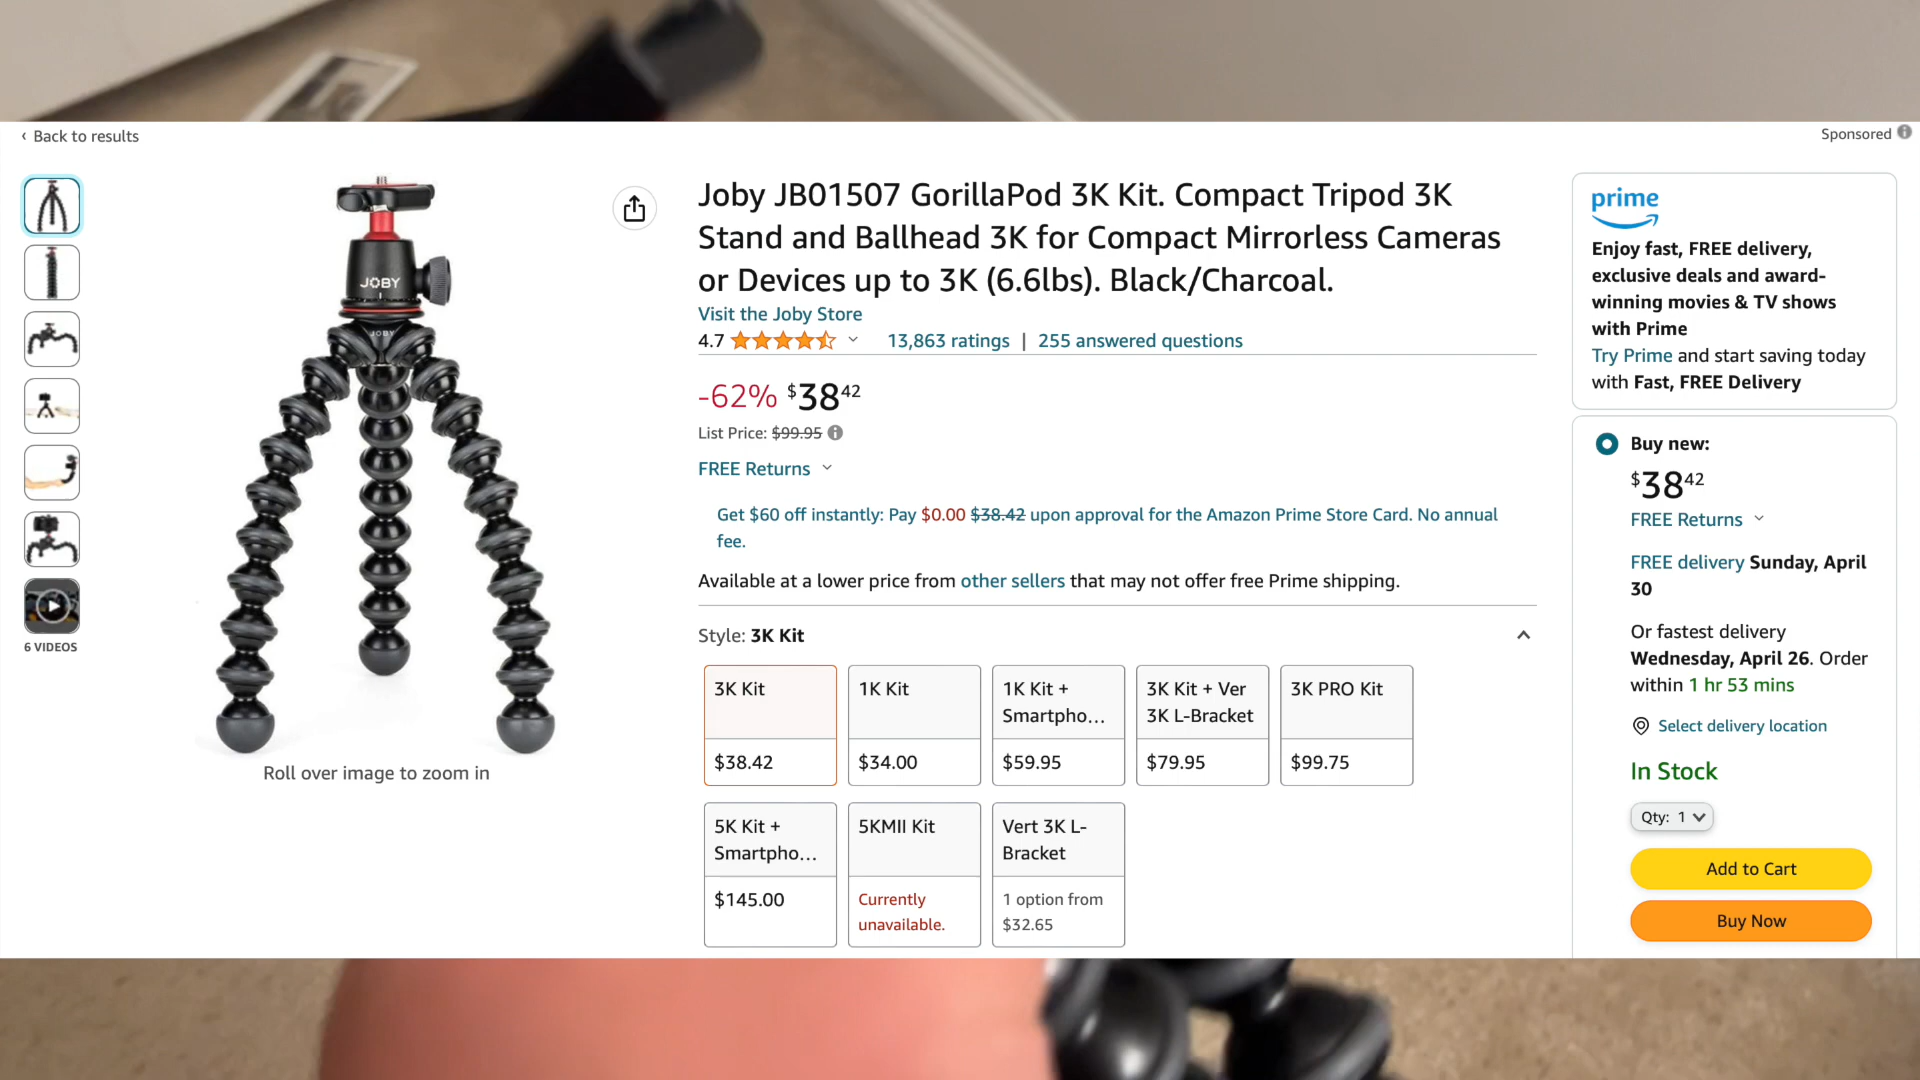 ‹ Back to results
Sponsored
JOBY
JOBY
6 VIDEOS
Roll over image to zoom in
Joby JB01507 GorillaPod 3K Kit. Compact Tripod 3K
Stand and Ballhead 3K for Compact Mirrorless Cameras
or Devices up to 3K (6.6lbs). Black/Charcoal.
Visit the Joby Store
4.7 13,863 ratings | 255 answered questions
-62% $38 42
List Price: $99.95
FREE Returns
Get $60 off instantly: Pay $0.00 $38.42 upon approval for the Amazon Prime Store Card. No annual
fee.
Available at a lower price from other sellers that may not offer free Prime shipping.
Style: 3K Kit
3K Kit
$38.42
1K Kit
$34.00
1K Kit +
Smartpho...
$59.95
3K Kit + Ver
3K L-Bracket
$79.95
3K PRO Kit
$99.75
5K Kit +
Smartpho...
$145.00
5KMII Kit
Currently
unavailable.
Vert 3K L-
Bracket
1 option from
$32.65
prime
Enjoy fast, FREE delivery,
exclusive deals and award-
winning movies & TV shows
with Prime
Try Prime and start saving today
with Fast, FREE Delivery
Buy new:
$38 42
FREE Returns
FREE delivery Sunday, April
30
Or fastest delivery
Wednesday, April 26. Order
within 1 hr 53 mins
Select delivery location
In Stock
Qty: 1
Add to Cart
Buy Now